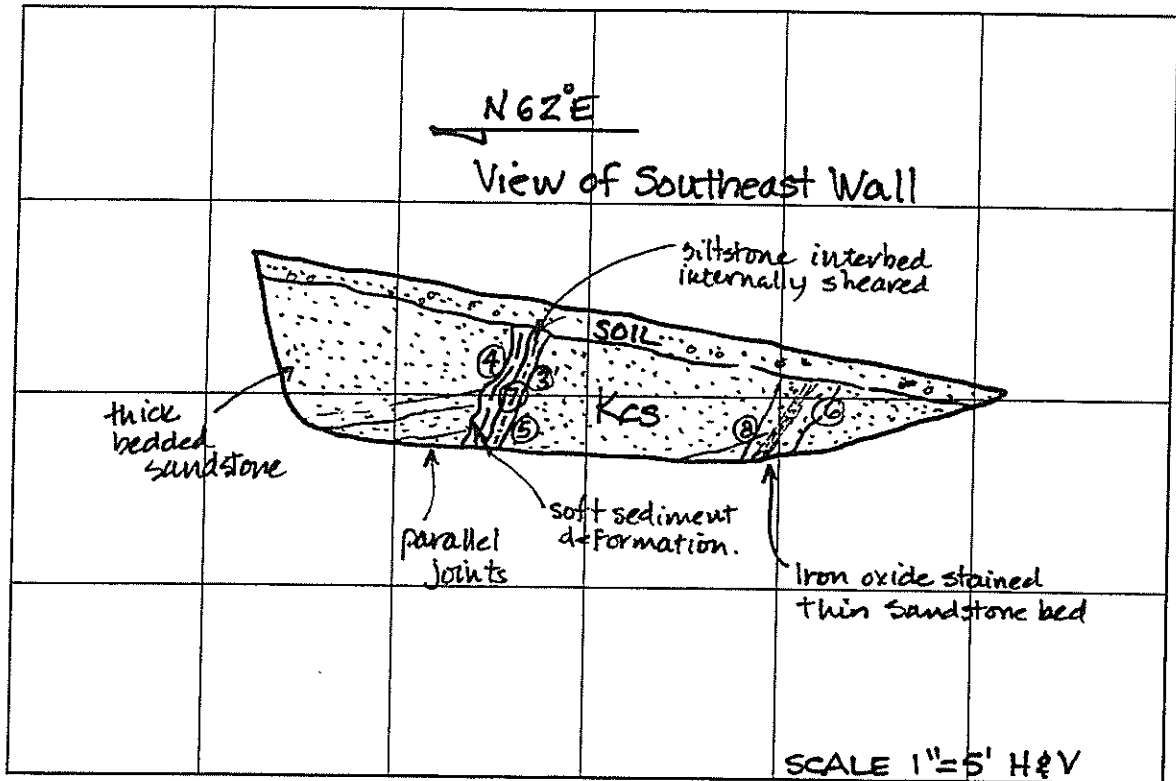 N62°E
View of Southeast Wall
siltstone interbed
internally sheared
SOIL
④
③
⑦
⑤
Kcs
⑧
⑥
thick
bedded
sandstone
parallel
joints
soft sediment
deformation.
Iron oxide stained
thin sandstone bed
SCALE 1"=5' H&V